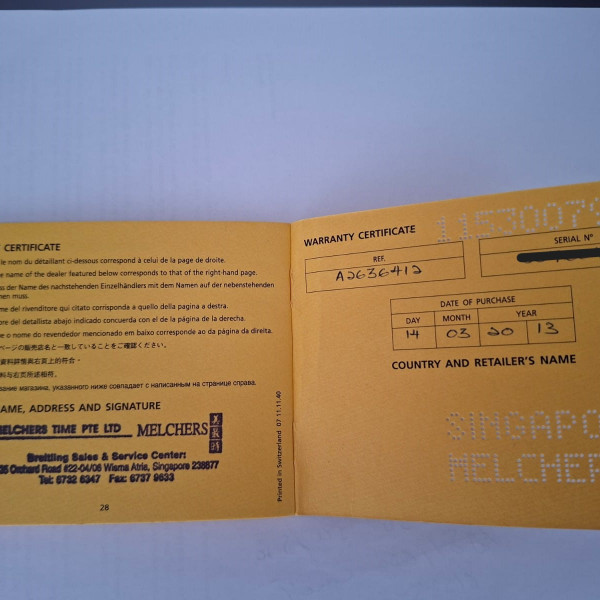 CERTIFICATE
le nom du détaillant ci-dessous correspond à celui de la page de droite.
name of the dealer featured below corresponds to that of the right-hand page.
der Name des nachstehenden Einzelhändlers mit dem Namen auf der nebenstehenden
muss.
me del rivenditore qui citato corrisponda a quello della pagina a destra.
del detallista abajo indicado concuerda con el de la página de la derecha.
e o nome do revendedor mencionado em baixo corresponde ao da página da direita.
ページの販売店名と一致していることをご確認ください。
магазина, указанного ниже совпадает с написанным на странице справа.
AME, ADDRESS AND SIGNATURE
MELCHERS TIME PTE LTD MELCHERS
Breitling Sales & Service Center:
Orchard Road #22-04/06 Wisma Atria, Singapore 238877
Tel: 6732 6347 Fax: 6737 9633
28
Printed in Switzerland 07.11.11.40
WARRANTY CERTIFICATE
1153007
REF.
A2636412
SERIAL N°
DATE OF PURCHASE
DAY MONTH YEAR
14 03 20 13
COUNTRY AND RETAILER'S NAME
SINGAPO
MELCHER